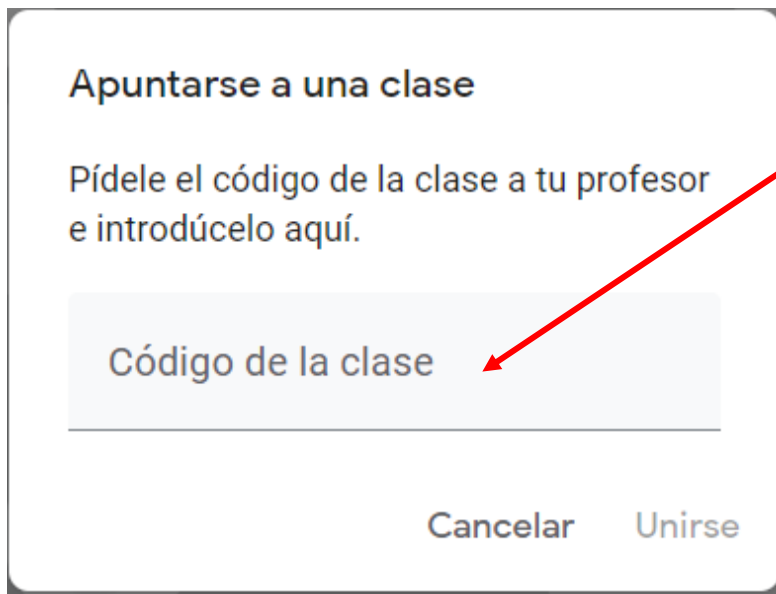 Apuntarse a una clase
Pídele el código de la clase a tu profesor
e introdúcelo aquí.
Código de la clase
Cancelar Unirse